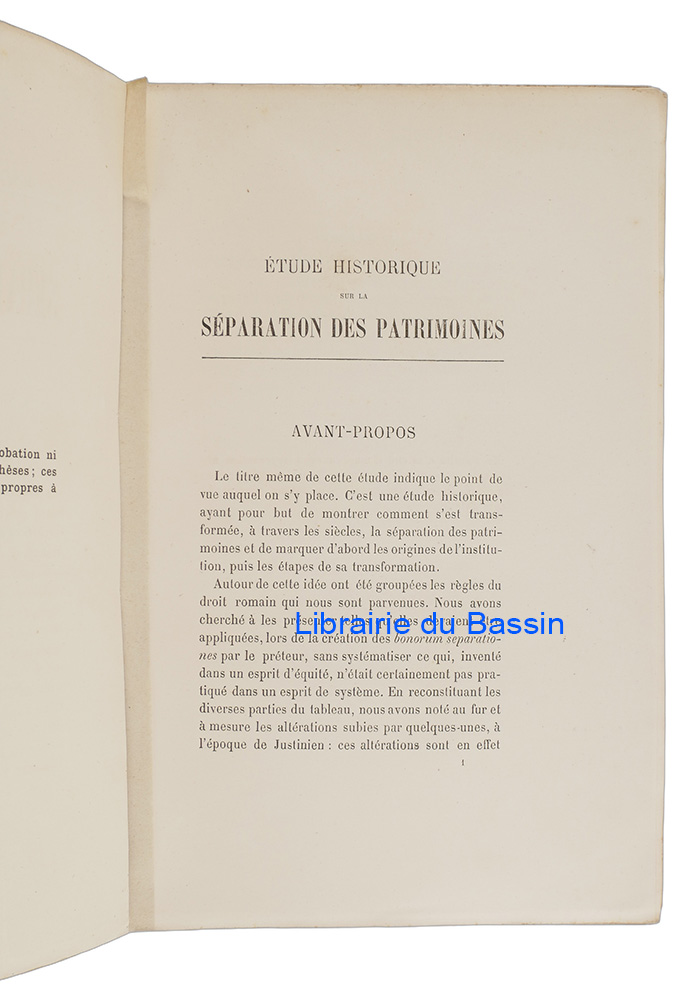 obation ni
hèses; ces
propres à
ÉTUDE HISTORIQUE
SUR LA
SÉPARATION DES PATRIMOINES
AVANT-PROPOS
Le titre même de cette étude indique le point de
vue auquel on s'y place. C'est une étude historique,
ayant pour but de montrer comment s'est trans-
formée, à travers les siècles, la séparation des patri-
moines et de marquer d'abord les origines de l'institu-
tion, puis les étapes de sa transformation.
Autour de cette idée ont été groupées les règles du
droit romain qui nous sont parvenues. Nous avons
cherché à les présenter telles qu'elles
Librairie du Bassin
appliquées, lors de la création des bonorum separatio-
nes par le préteur, sans systématiser ce qui, inventé
dans un esprit d'équité, n'était certainement pas pra-
tiqué dans un esprit de système. En reconstituant les
diverses parties du tableau, nous avons noté au fur et
à mesure les altérations subies par quelques-unes, à
l'époque de Justinien : ces altérations sont en effet
1